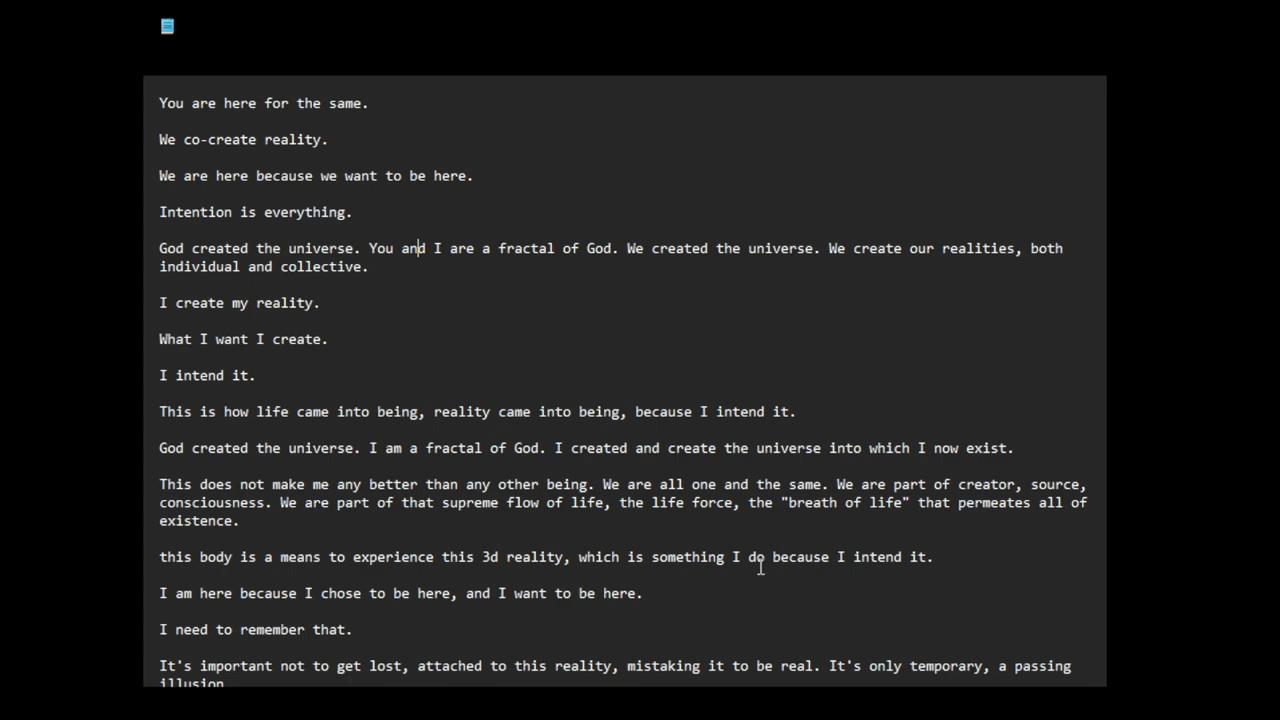 You are here for the same.
We co-create reality.
We are here because we want to be here.
Intention is everything.
God created the universe. You and I are a fractal of God. We created the universe. We create our realities, both
individual and collective.
I create my reality.
What I want I create.
I intend it.
This is how life came into being, reality came into being, because I intend it.
God created the universe. I am a fractal of God. I created and create the universe into which I now exist.
This does not make me any better than any other being. We are all one and the same. We are part of creator, source,
consciousness. We are part of that supreme flow of life, the life force, the "breath of life" that permeates all of
existence.
this body is a means to experience this 3d reality, which is something I do because I intend it.
I am here because I chose to be here, and I want to be here.
I need to remember that.
It's important not to get lost, attached to this reality, mistaking it to be real. It's only temporary, a passing
illusion